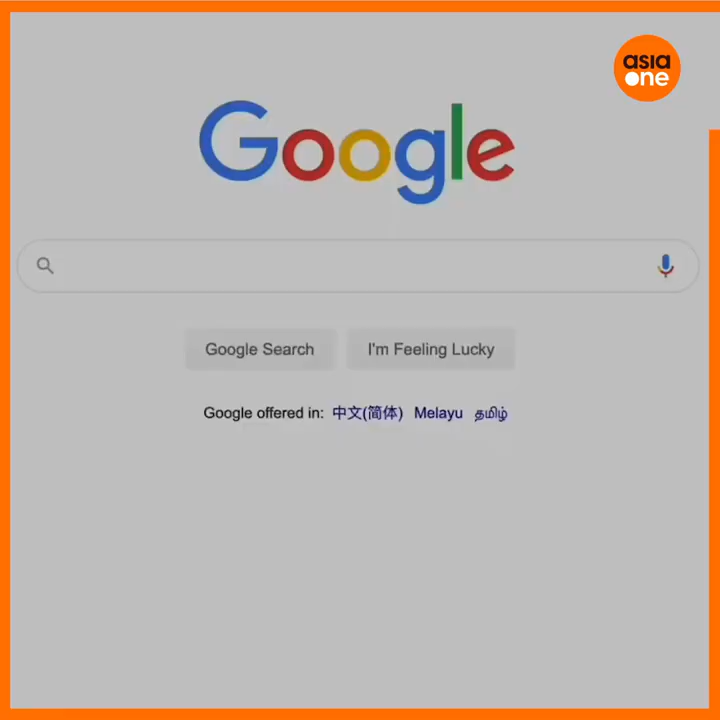 asia
one
Google
Google Search
I'm Feeling Lucky
Google offered in: 中文(简体) Melayu தமிழ்